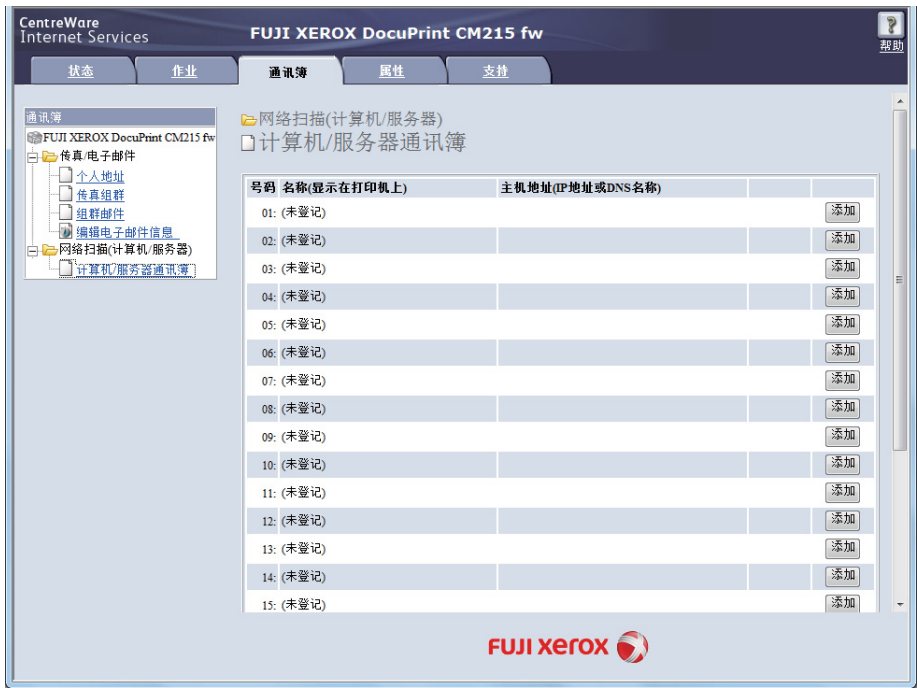 CentreWare
Internet Services
FUJI XEROX DocuPrint CM215 fw
?
帮助
状态 作业 通讯簿 属性 支持
通讯簿
FUJI XEROX DocuPrint CM215 fw
传真/电子邮件
个人地址
传真组群
组群邮件
编辑电子邮件信息
网络扫描(计算机/服务器)
计算机/服务器通讯簿
网络扫描(计算机/服务器)
计算机/服务器通讯簿
号码 名称(显示在打印机上) 主机地址(IP地址或DNS名称)
01: (未登记) 添加
02: (未登记) 添加
03: (未登记) 添加
04: (未登记) 添加
05: (未登记) 添加
06: (未登记) 添加
07: (未登记) 添加
08: (未登记) 添加
09: (未登记) 添加
10: (未登记) 添加
11: (未登记) 添加
12: (未登记) 添加
13: (未登记) 添加
14: (未登记) 添加
15: (未登记) 添加
FUJI xerox